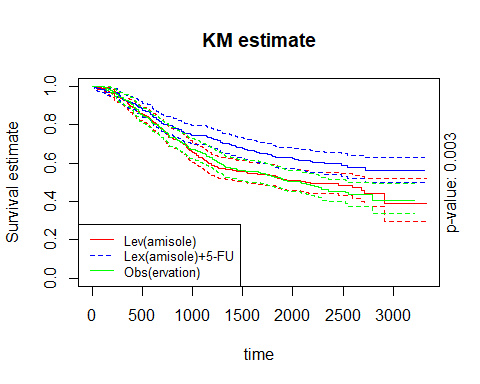 KM estimate
Survival estimate
1.0
0.8
0.6
0.4
0.2
0.0
Lev(amisole)
Lex(amisole)+5-FU
Obs(ervation)
0 500 1000 1500 2000 2500 3000
time
p-value: 0.003